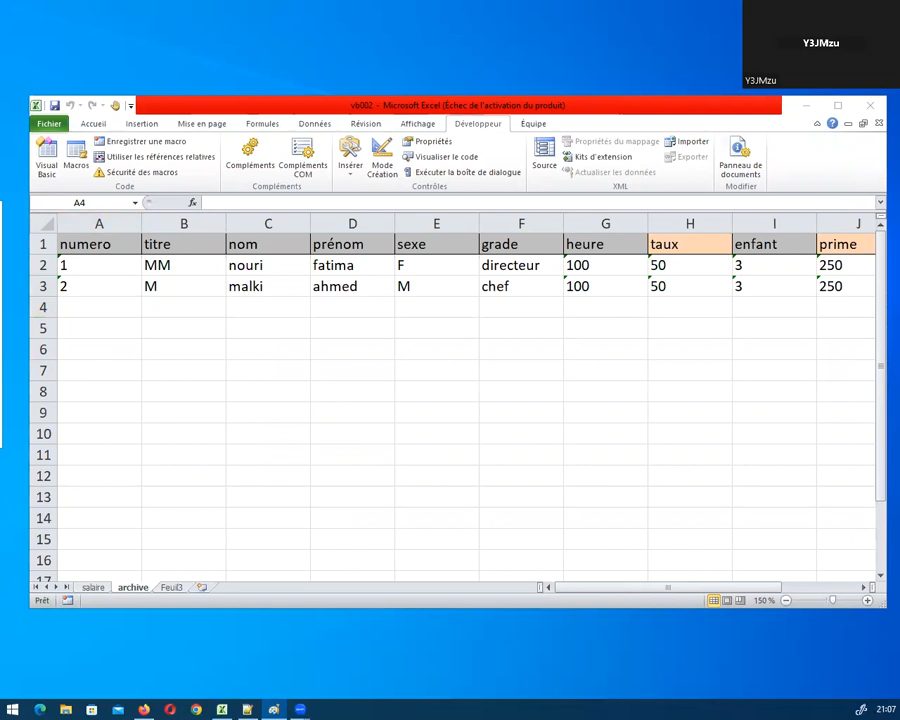 Y3JMzu
Y3JMzu
vb002 - Microsoft Excel (Échec de l'activation du produit)
Fichier Accueil Insertion Mise en page Formules Données Révision Affichage Développeur Équipe
Visual Basic
Macros
Enregistrer une macro
Utiliser les références relatives
Sécurité des macros
Code
Compléments
Compléments COM
Compléments
Insérer
Mode Création
Propriétés
Visualiser le code
Exécuter la boîte de dialogue
Contrôles
Source
Propriétés du mappage
Kits d'extension
Actualiser les données
Importer
Exporter
XML
Panneau de documents
Modifier
A4 fx
A B C D E F G H I J
1 numero titre nom prénom sexe grade heure taux enfant prime
2 1 MM nouri fatima F directeur 100 50 3 250
3 2 M malki ahmed M chef 100 50 3 250
4
5
6
7
8
9
10
11
12
13
14
15
16
17
salaire archive Feuil3
Prêt 150 %
21:07